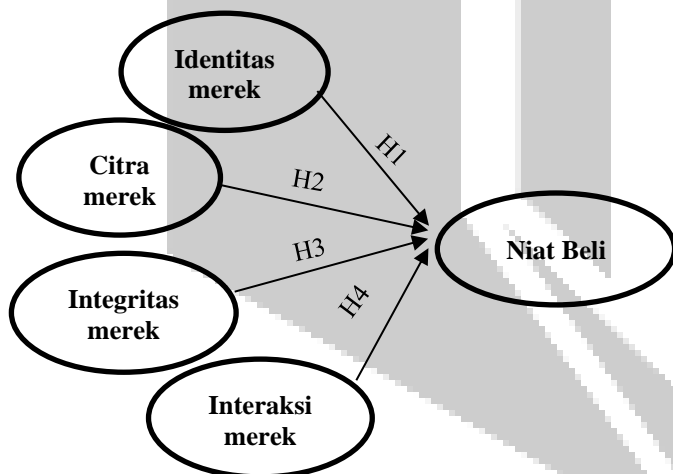 Identitas
merek
H1
Citra
merek
H2
Niat Beli
H3
Integritas
merek
H4
Interaksi
merek